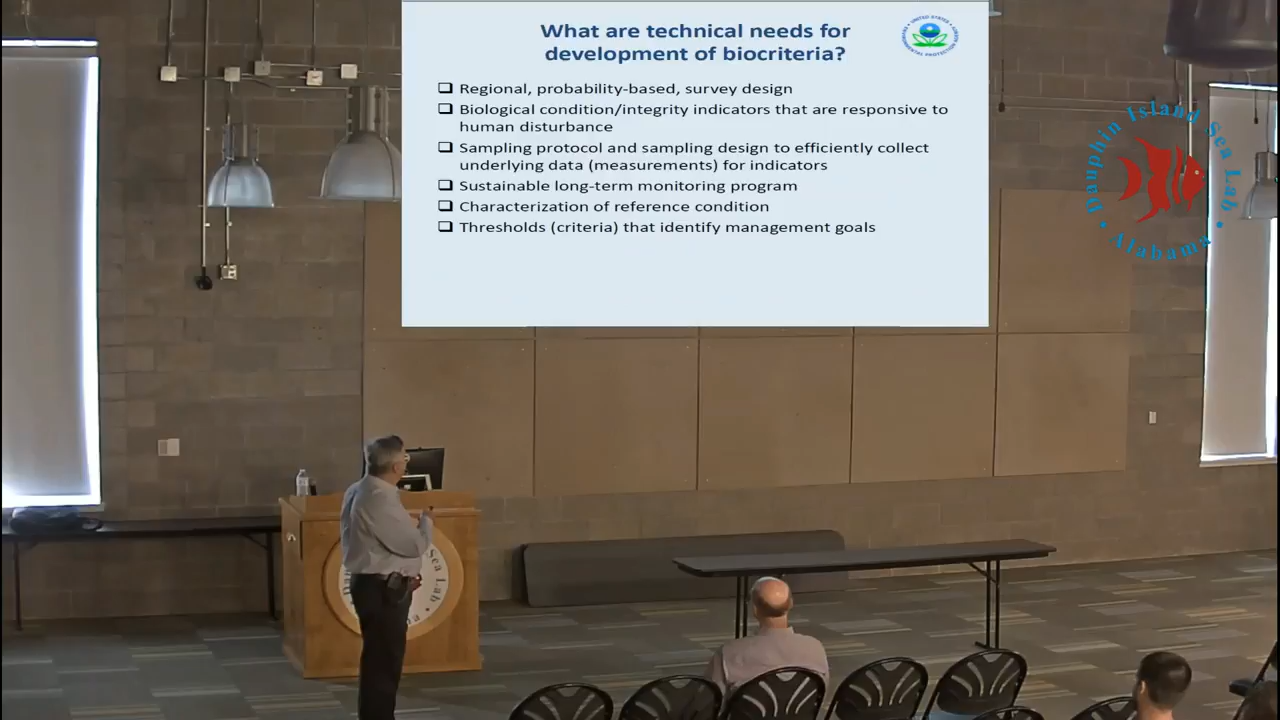 What are technical needs for
development of biocriteria?
Regional, probability-based, survey design
Biological condition/integrity indicators that are responsive to
human disturbance
Sampling protocol and sampling design to efficiently collect
underlying data (measurements) for indicators
Sustainable long-term monitoring program
Characterization of reference condition
Thresholds (criteria) that identify management goals
Dauphin Island Sea Lab
Alabama
Sea Lab